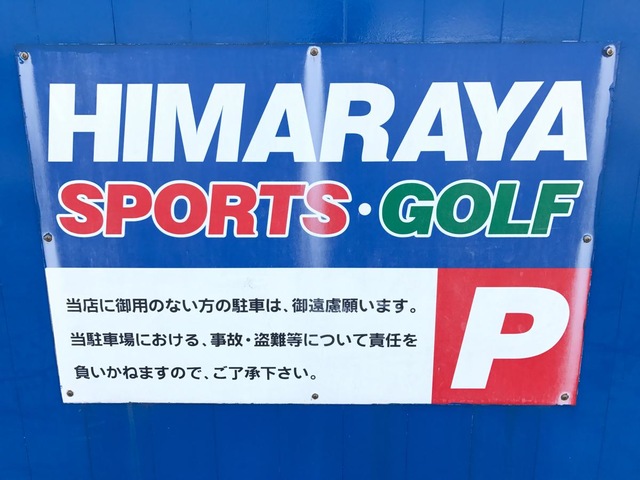 HIMARAYA
SPORTS・GOLF
当店に御用のない方の駐車は、御遠慮願います。
当駐車場における、事故・盗難等について責任を
負いかねますので、ご了承下さい。
P